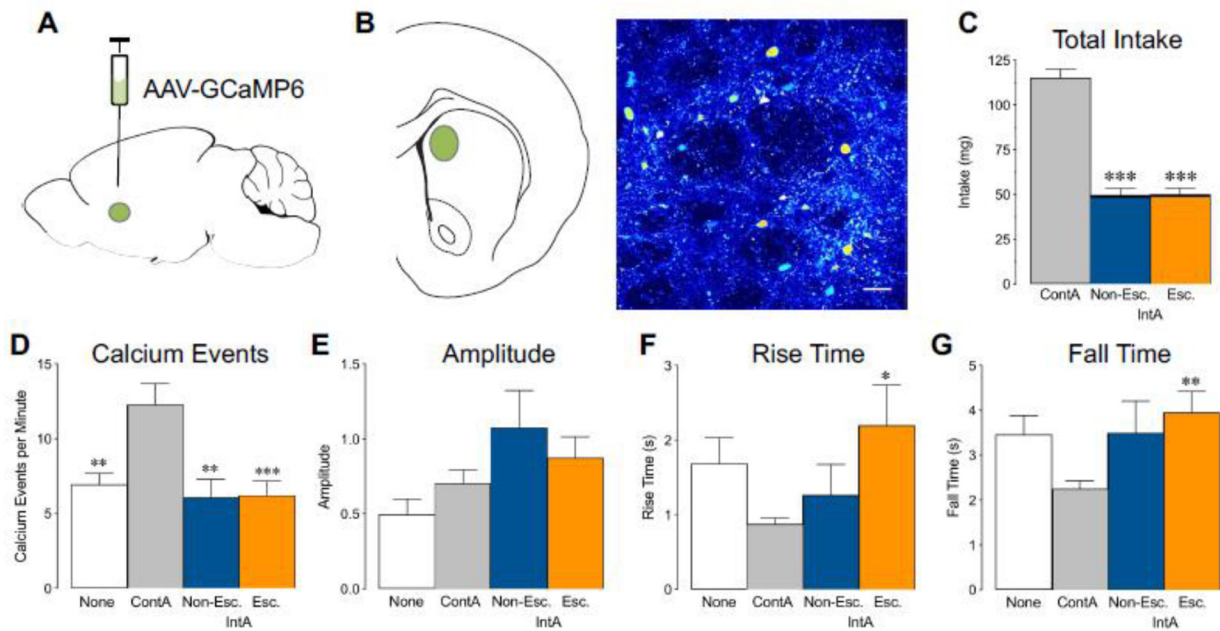 A
AAV-GCaMP6
B
C
Total Intake
125
100
75
50
25
0
Intake (mg)
***
***
ContA
Non-Esc.
Esc.
IntA
D
Calcium Events
15
10
5
0
Calcium Events per Minute
**
**
***
None
ContA
Non-Esc.
Esc.
IntA
E
Amplitude
1.5
1.0
0.5
0.0
Amplitude
None
ContA
Non-Esc.
Esc.
IntA
F
Rise Time
3
2
1
0
Rise Time (s)
*
None
ContA
Non-Esc.
Esc.
IntA
G
Fall Time
5
4
3
2
1
0
Fall Time (s)
**
None
ContA
Non-Esc.
Esc.
IntA